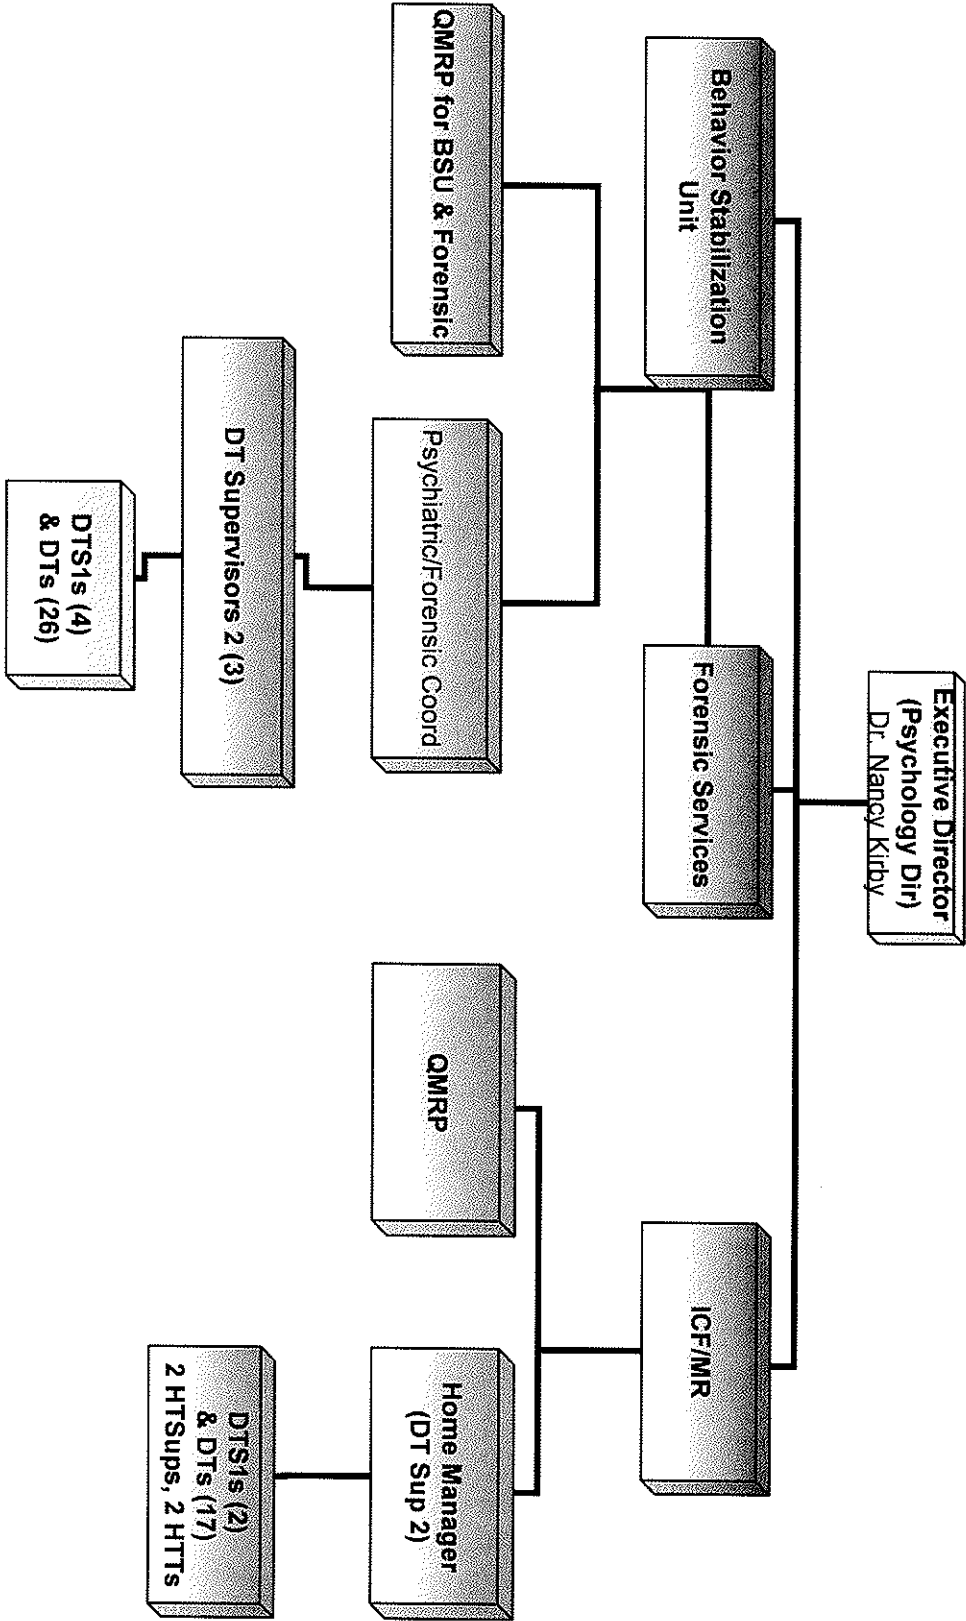 Executive Director
(Psychology Dir)
Dr. Nancy Kirby
Behavior Stabilization
Unit
Forensic Services
ICF/MR
QMRP for BSU & Forensic
Psychiatric/Forensic Coord
QMRP
Home Manager
(DT Sup 2)
DT Supervisors 2 (3)
DTS1s (2)
& DTs (17)
2 HTSups, 2 HTTs
DTS1s (4)
& DTs (26)